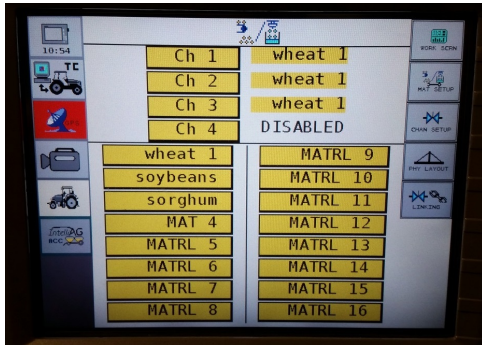 10:54
TC
GPS
IntelliAG
BCC
Ch 1 wheat 1
Ch 2 wheat 1
Ch 3 wheat 1
Ch 4 DISABLED
wheat 1
soybeans
sorghum
MAT 4
MATRL 5
MATRL 6
MATRL 7
MATRL 8
MATRL 9
MATRL 10
MATRL 11
MATRL 12
MATRL 13
MATRL 14
MATRL 15
MATRL 16
WORK SCRN
MAT SETUP
CHAN SETUP
PHY LAYOUT
LINKING